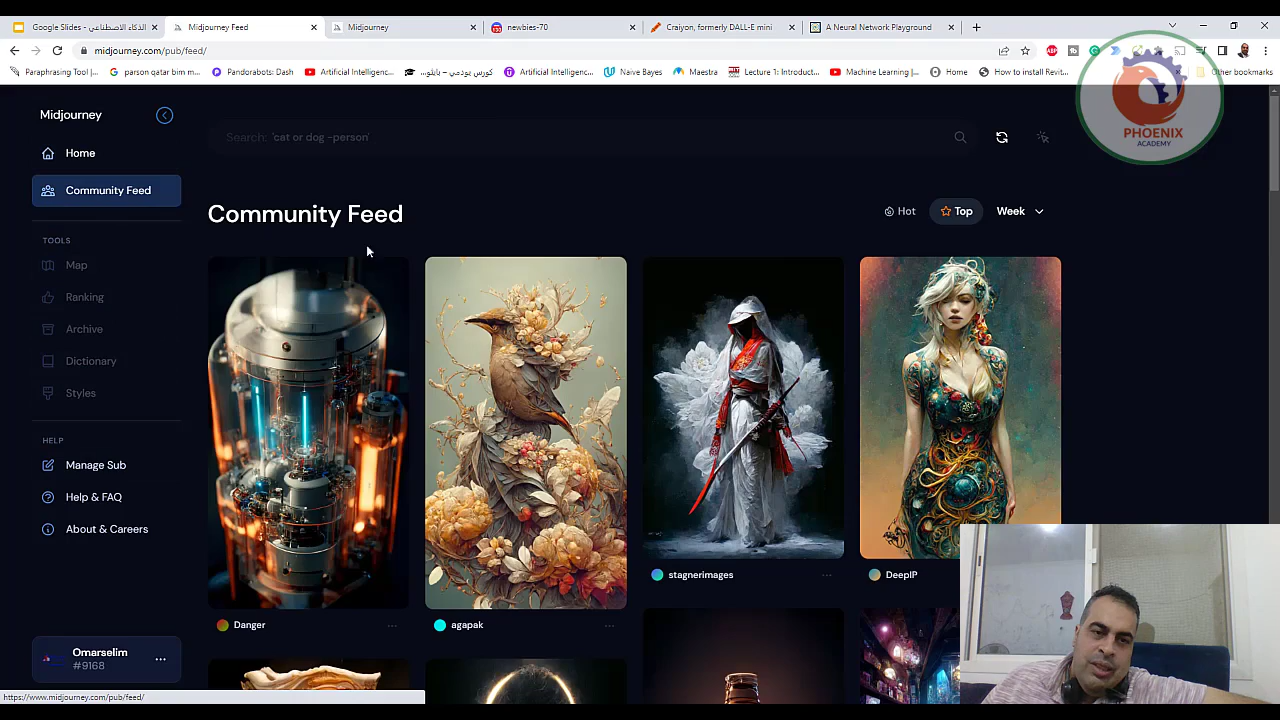 Google Slides - الذكاء الاصطناعي
Midjourney Feed
Midjourney
newbies-70
Craiyon, formerly DALL-E mini
A Neural Network Playground
midjourney.com/pub/feed/
Paraphrasing Tool |...
parson qatar bim m...
Pandorabots: Dash
Artificial Intelligenc...
Artificial Intelligenc...
Naive Bayes
Maestra
Lecture 1: Introduct...
Machine Learning |...
Home
How to install Revit...
Other bookmarks
PHOENIX
ACADEMY
Midjourney
Search: 'cat or dog -person'
Home
Community Feed
TOOLS
Map
Ranking
Archive
Dictionary
Styles
HELP
Manage Sub
Help & FAQ
About & Careers
Omarselim
#9168
Community Feed
Hot
Top
Week
Danger
agapak
stagnerimages
DeepIP
https://www.midjourney.com/pub/feed/